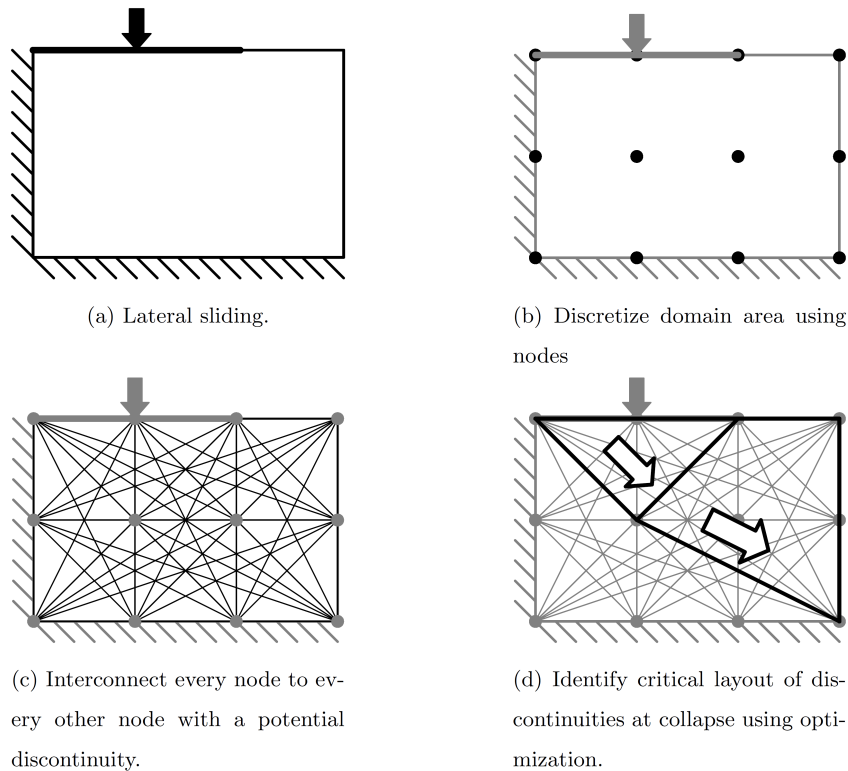 (a) Lateral sliding.
(b) Discretize domain area using
nodes
(c) Interconnect every node to ev-
ery other node with a potential
discontinuity.
(d) Identify critical layout of dis-
continuities at collapse using opti-
mization.